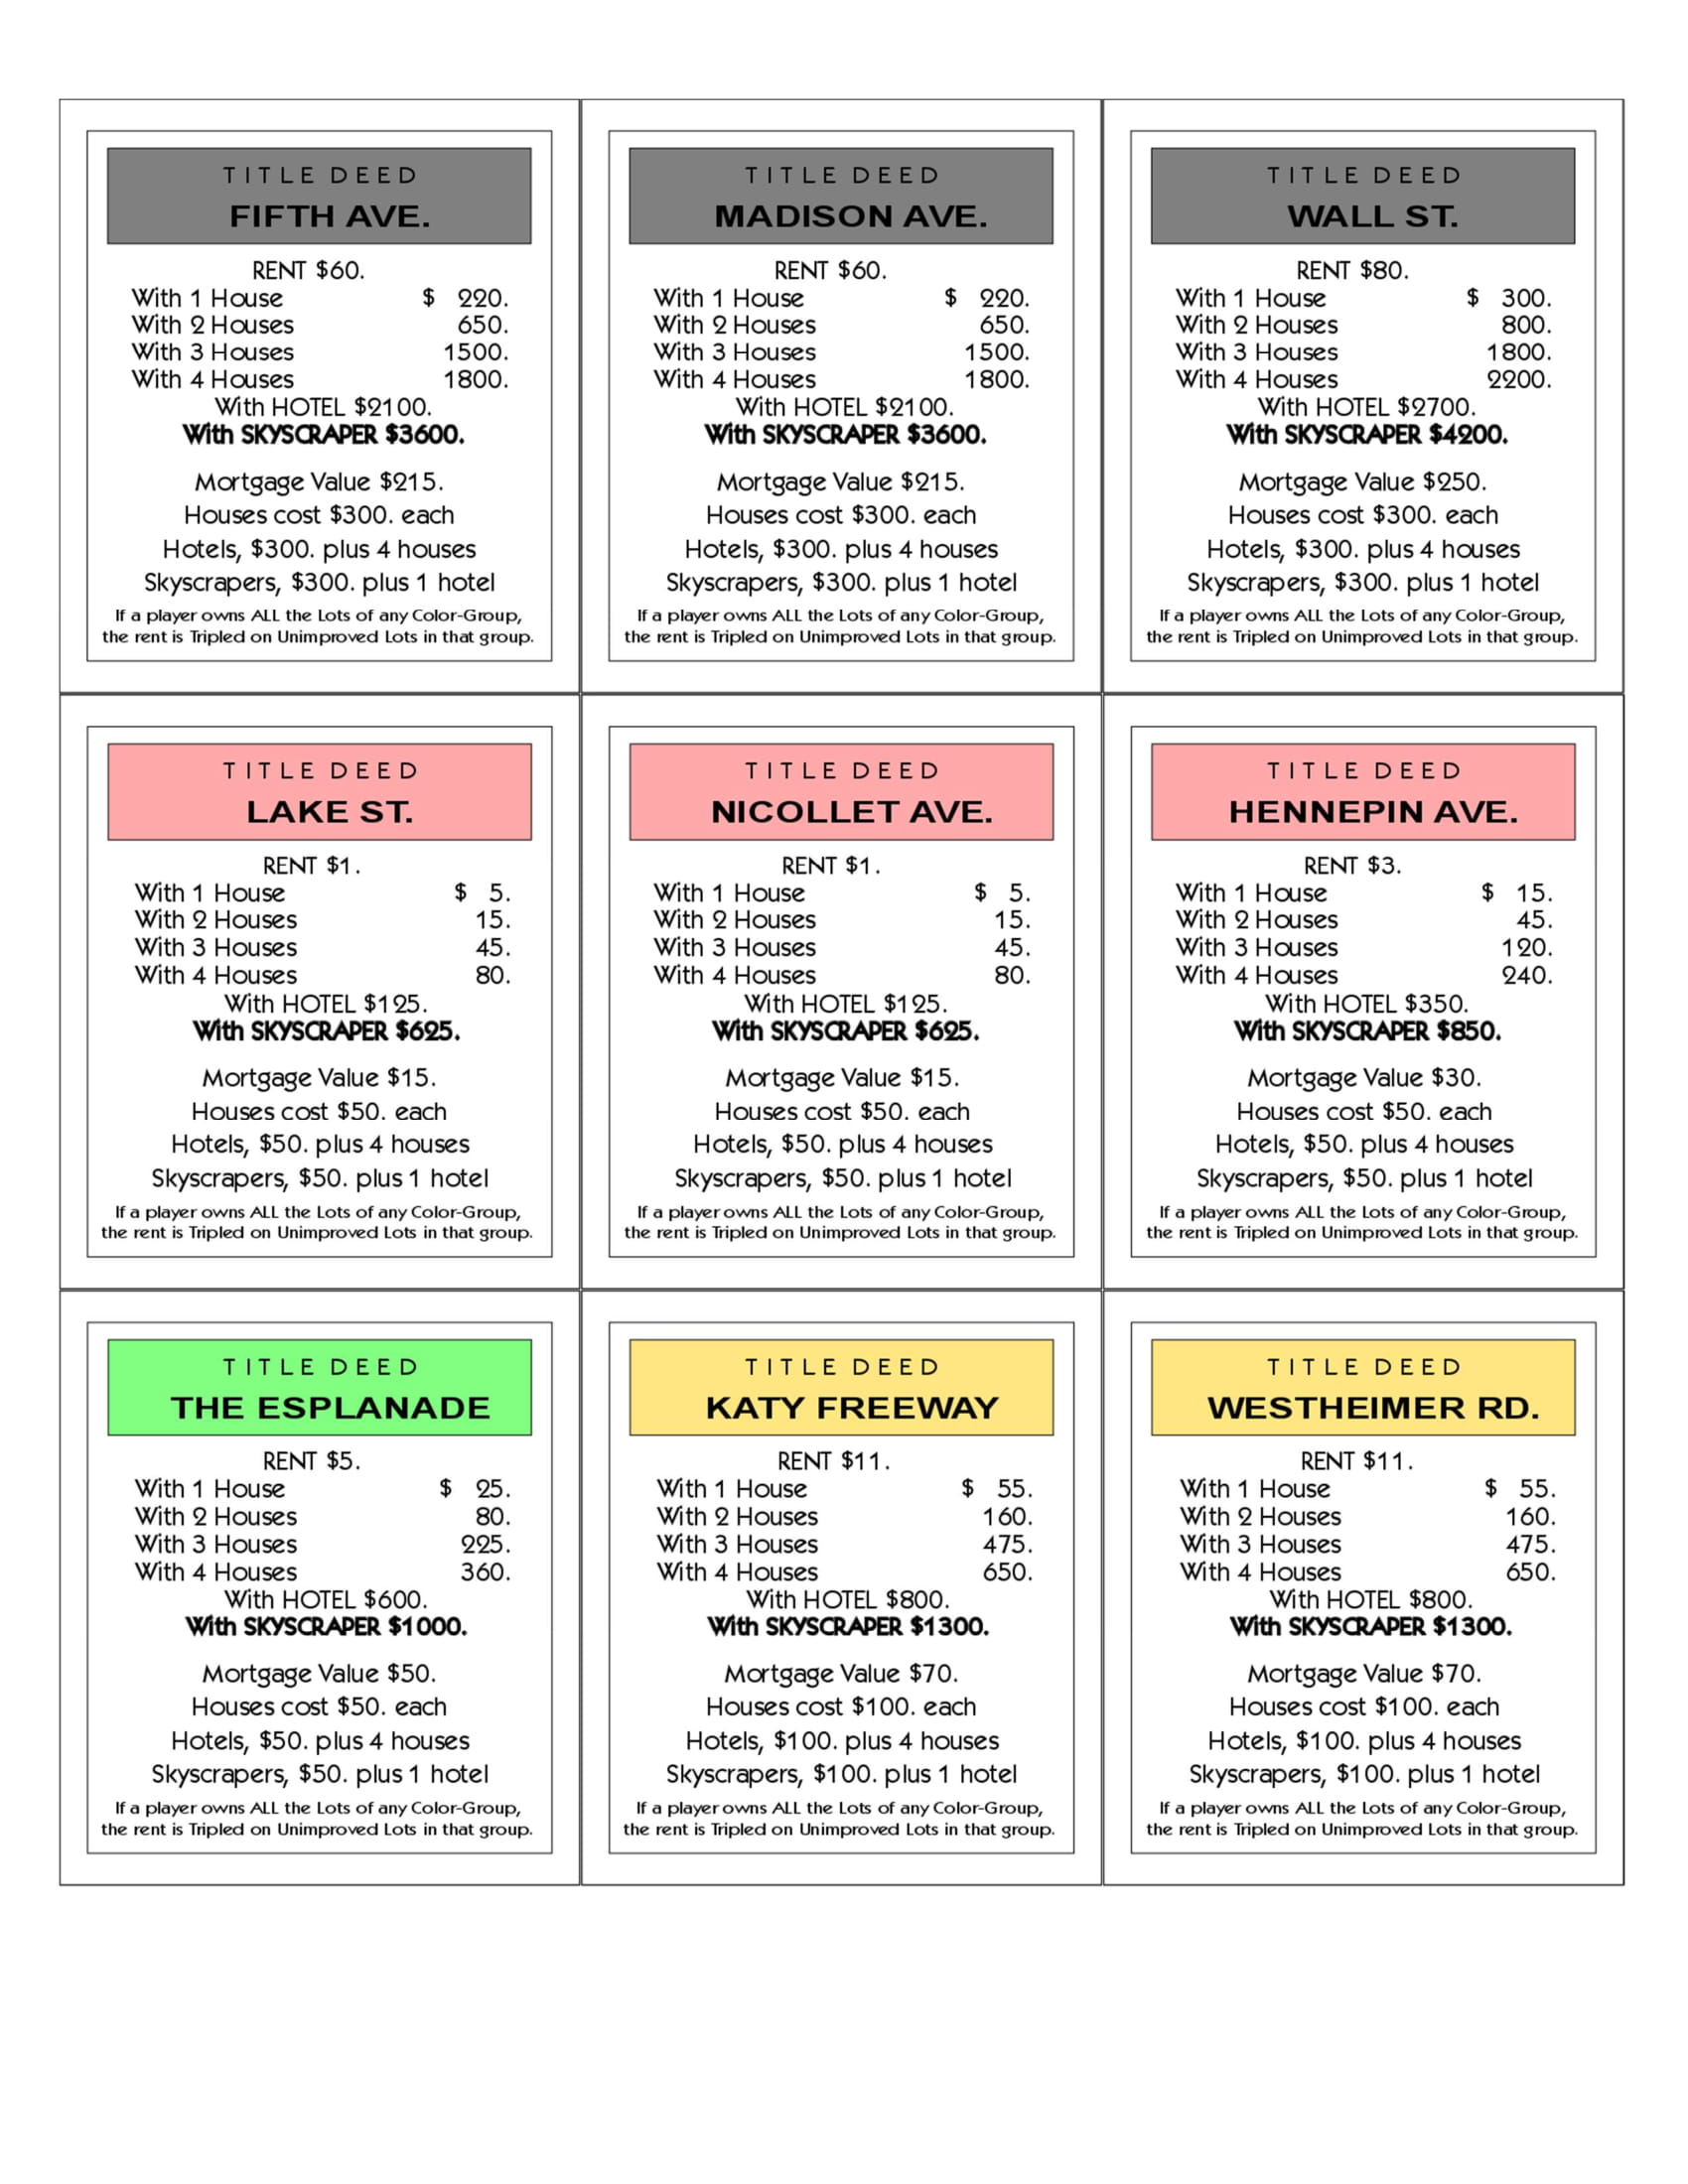 TITLE DEED
FIFTH AVE.
RENT $60.
With 1 House $ 220.
With 2 Houses 650.
With 3 Houses 1500.
With 4 Houses 1800.
With HOTEL $2100.
With SKYSCRAPER $3600.
Mortgage Value $215.
Houses cost $300. each
Hotels, $300. plus 4 houses
Skyscrapers, $300. plus 1 hotel
If a player owns ALL the Lots of any Color-Group,
the rent is Tripled on Unimproved Lots in that group.
TITLE DEED
MADISON AVE.
RENT $60.
With 1 House $ 220.
With 2 Houses 650.
With 3 Houses 1500.
With 4 Houses 1800.
With HOTEL $2100.
With SKYSCRAPER $3600.
Mortgage Value $215.
Houses cost $300. each
Hotels, $300. plus 4 houses
Skyscrapers, $300. plus 1 hotel
If a player owns ALL the Lots of any Color-Group,
the rent is Tripled on Unimproved Lots in that group.
TITLE DEED
WALL ST.
RENT $80.
With 1 House $ 300.
With 2 Houses 800.
With 3 Houses 1800.
With 4 Houses 2200.
With HOTEL $2700.
With SKYSCRAPER $4200.
Mortgage Value $250.
Houses cost $300. each
Hotels, $300. plus 4 houses
Skyscrapers, $300. plus 1 hotel
If a player owns ALL the Lots of any Color-Group,
the rent is Tripled on Unimproved Lots in that group.
TITLE DEED
LAKE ST.
RENT $1.
With 1 House $ 5.
With 2 Houses 15.
With 3 Houses 45.
With 4 Houses 80.
With HOTEL $125.
With SKYSCRAPER $625.
Mortgage Value $15.
Houses cost $50. each
Hotels, $50. plus 4 houses
Skyscrapers, $50. plus 1 hotel
If a player owns ALL the Lots of any Color-Group,
the rent is Tripled on Unimproved Lots in that group.
TITLE DEED
NICOLLET AVE.
RENT $1.
With 1 House $ 5.
With 2 Houses 15.
With 3 Houses 45.
With 4 Houses 80.
With HOTEL $125.
With SKYSCRAPER $625.
Mortgage Value $15.
Houses cost $50. each
Hotels, $50. plus 4 houses
Skyscrapers, $50. plus 1 hotel
If a player owns ALL the Lots of any Color-Group,
the rent is Tripled on Unimproved Lots in that group.
TITLE DEED
HENNEPIN AVE.
RENT $3.
With 1 House $ 15.
With 2 Houses 45.
With 3 Houses 120.
With 4 Houses 240.
With HOTEL $350.
With SKYSCRAPER $850.
Mortgage Value $30.
Houses cost $50. each
Hotels, $50. plus 4 houses
Skyscrapers, $50. plus 1 hotel
If a player owns ALL the Lots of any Color-Group,
the rent is Tripled on Unimproved Lots in that group.
TITLE DEED
THE ESPLANADE
RENT $5.
With 1 House $ 25.
With 2 Houses 80.
With 3 Houses 225.
With 4 Houses 360.
With HOTEL $600.
With SKYSCRAPER $1000.
Mortgage Value $50.
Houses cost $50. each
Hotels, $50. plus 4 houses
Skyscrapers, $50. plus 1 hotel
If a player owns ALL the Lots of any Color-Group,
the rent is Tripled on Unimproved Lots in that group.
TITLE DEED
KATY FREEWAY
RENT $11.
With 1 House $ 55.
With 2 Houses 160.
With 3 Houses 475.
With 4 Houses 650.
With HOTEL $800.
With SKYSCRAPER $1300.
Mortgage Value $70.
Houses cost $100. each
Hotels, $100. plus 4 houses
Skyscrapers, $100. plus 1 hotel
If a player owns ALL the Lots of any Color-Group,
the rent is Tripled on Unimproved Lots in that group.
TITLE DEED
WESTHEIMER RD.
RENT $11.
With 1 House $ 55.
With 2 Houses 160.
With 3 Houses 475.
With 4 Houses 650.
With HOTEL $800.
With SKYSCRAPER $1300.
Mortgage Value $70.
Houses cost $100. each
Hotels, $100. plus 4 houses
Skyscrapers, $100. plus 1 hotel
If a player owns ALL the Lots of any Color-Group,
the rent is Tripled on Unimproved Lots in that group.